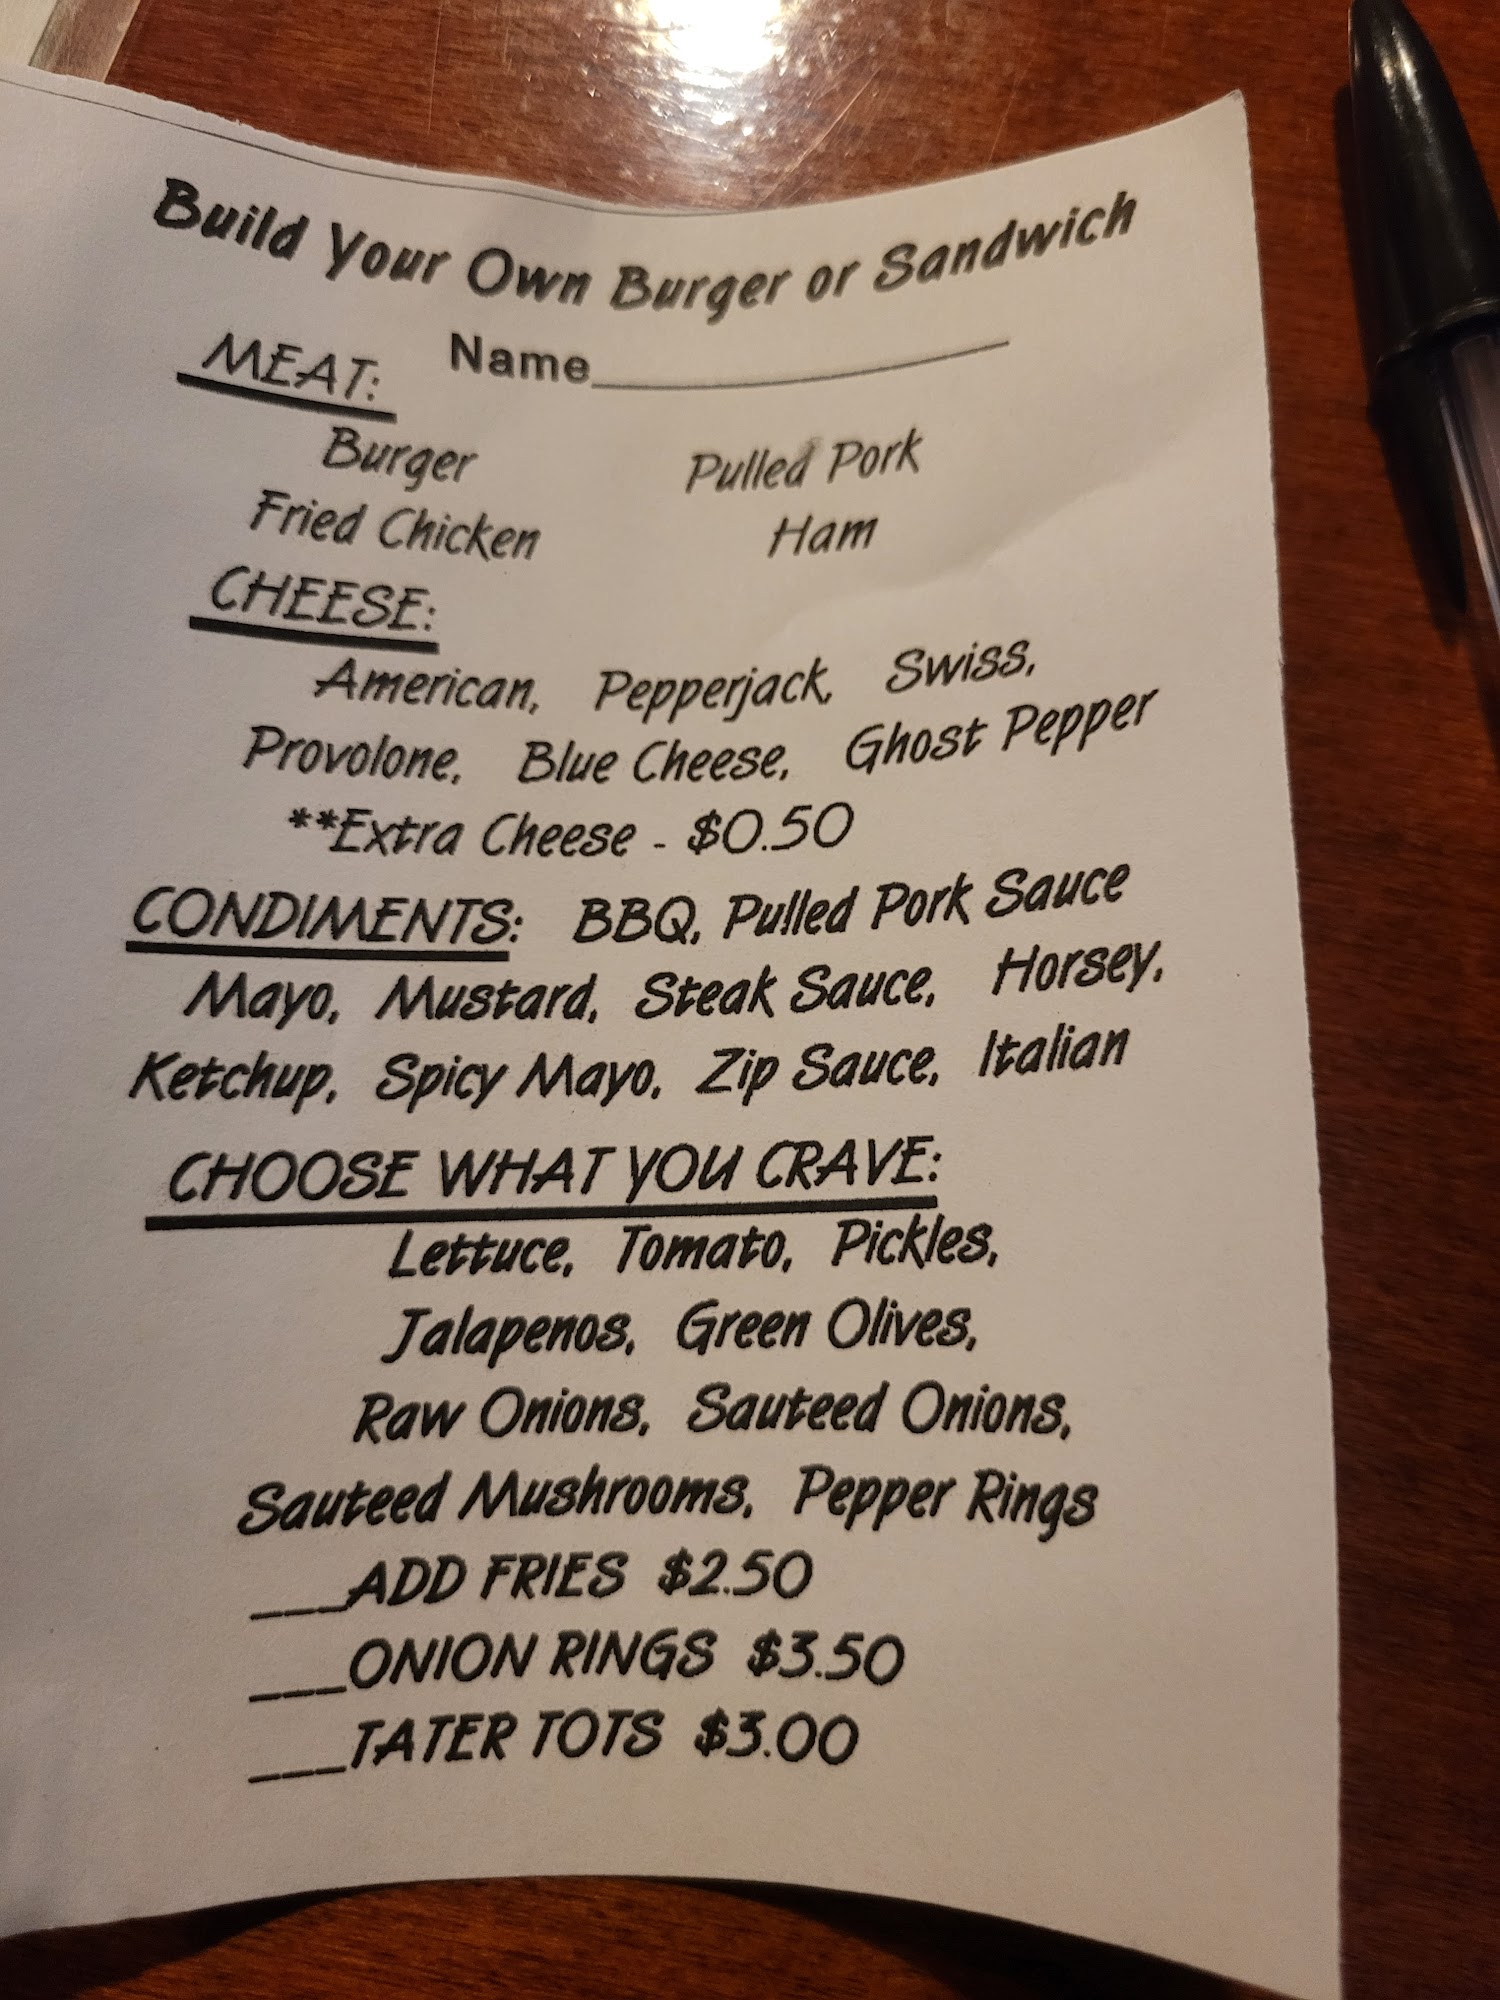 Build Your Own Burger or Sandwich
MEAT: Name_______________
Burger Pulled Pork
Fried Chicken Ham
CHEESE:
American, Pepperjack, Swiss,
Provolone, Blue Cheese, Ghost Pepper
**Extra Cheese - $0.50
CONDIMENTS: BBQ, Pulled Pork Sauce
Mayo, Mustard, Steak Sauce, Horsey,
Ketchup, Spicy Mayo, Zip Sauce, Italian
CHOOSE WHAT YOU CRAVE:
Lettuce, Tomato, Pickles,
Jalapenos, Green Olives,
Raw Onions, Sauteed Onions,
Sauteed Mushrooms, Pepper Rings
___ADD FRIES $2.50
___ONION RINGS $3.50
___TATER TOTS $3.00